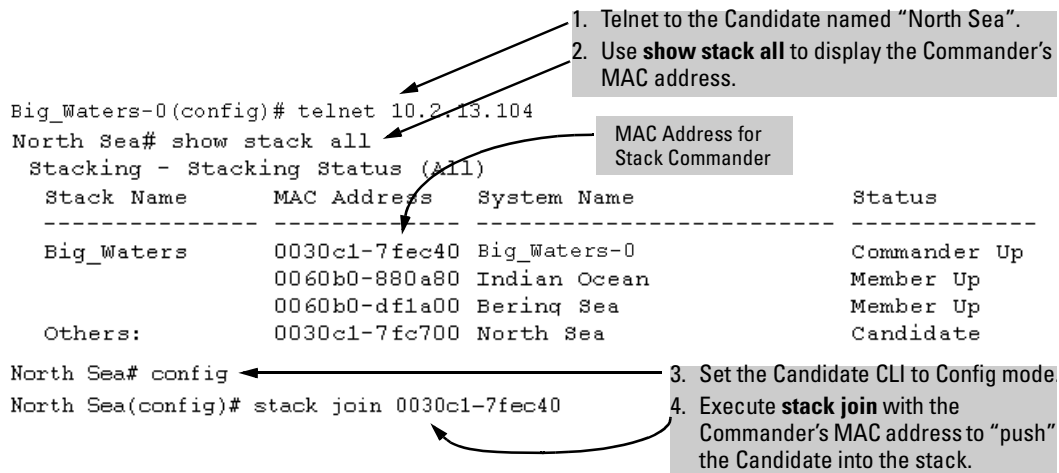 1. Telnet to the Candidate named “North Sea”.
2. Use show stack all to display the Commander’s
MAC address.
Big_Waters-0(config)# telnet 10.2.13.104
North Sea# show stack all
MAC Address for
Stack Commander
Stacking - Stacking Status (All)
Stack Name MAC Address System Name Status
--------------- ------------- ------------------------- -------------
Big_Waters 0030c1-7fec40 Big_Waters-0 Commander Up
0060b0-880a80 Indian Ocean Member Up
0060b0-df1a00 Bering Sea Member Up
Others: 0030c1-7fc700 North Sea Candidate
North Sea# config
3. Set the Candidate CLI to Config mode.
North Sea(config)# stack join 0030c1-7fec40
4. Execute stack join with the
Commander’s MAC address to “push”
the Candidate into the stack.